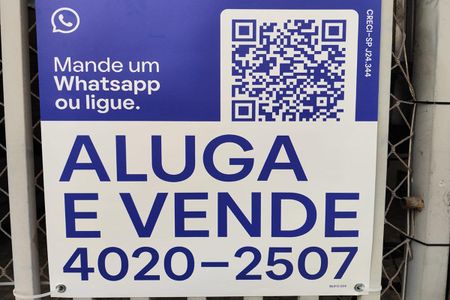 Mande um
Whatsapp
ou ligue.
CRECI-SP J24.344
ALUGA
E VENDE
4020-2507